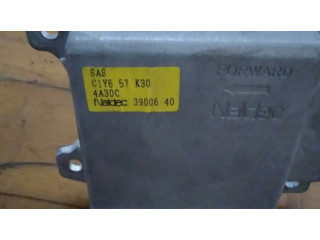 SAS
C1Y6 57 K30
4A30C
Naldec 39006 40
FORWARD
Naldec